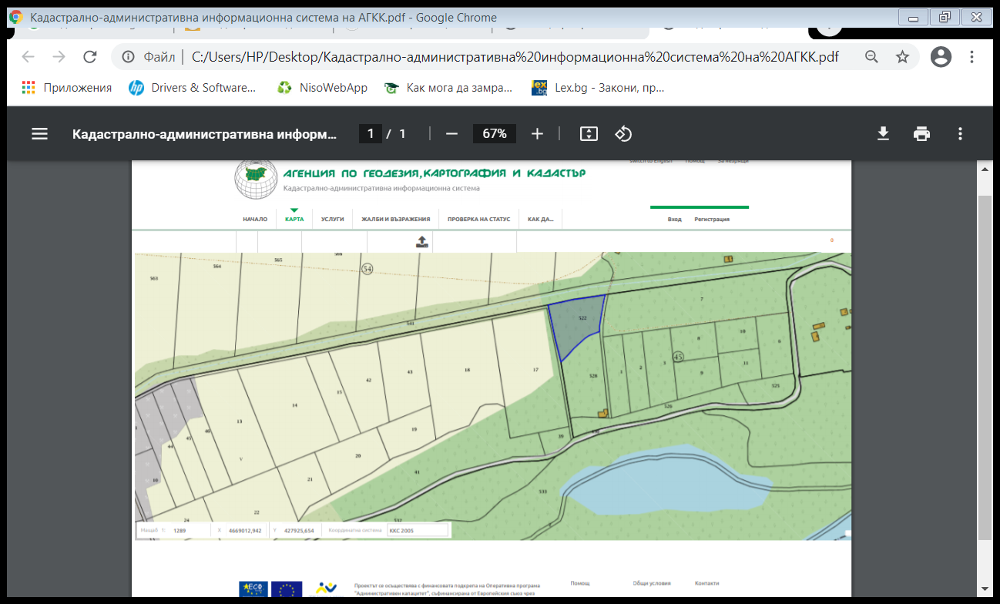 Кадастрално-административна информационна система на АГКК.pdf - Google Chrome
Файл | C:/Users/HP/Desktop/Кадастрално-административна%20информационна%20система%20на%20АГКК.pdf
Приложения Drivers & Software... NisoWebApp Как мога да замра... Lex.bg - Закони, пр...
Кадастрално-административна информ... 1 / 1 67%
Switch to English Помощ За незрящи
АГЕНЦИЯ ПО ГЕОДЕЗИЯ, КАРТОГРАФИЯ И КАДАСТЪР
Кадастрално-административна информационна система
НАЧАЛО КАРТА УСЛУГИ ЖАЛБИ И ВЪЗРАЖЕНИЯ ПРОВЕРКА НА СТАТУС КАК ДА... Вход Регистрация
0
566
565
564
563
54
7
522
541
10
8
6
45
43
18
17
3
2
1
9
11
42
528
15
525
14
526
13
19
46
39
45
44
20
V
41
10
21
533
22
24
532
Мащаб 1: 1289 X 4669012,942 Y 427925,654 Координатна система ККС 2005
АЕСФ
Проектът се осъществява с финансовата подкрепа на Оперативна програма
"Административен капацитет", съфинансирана от Европейския съюз чрез
Помощ Общи условия Контакти